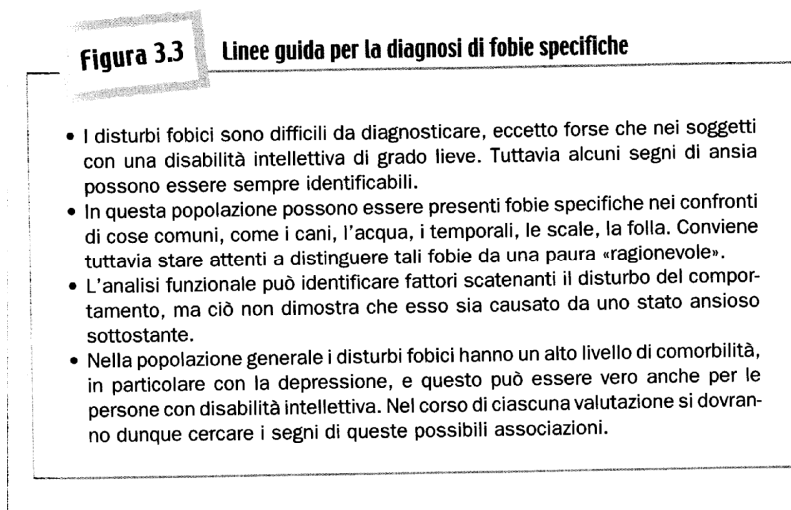 Figura 3.3 Linee guida per la diagnosi di fobie specifiche
• I disturbi fobici sono difficili da diagnosticare, eccetto forse che nei soggetti
con una disabilità intellettiva di grado lieve. Tuttavia alcuni segni di ansia
possono essere sempre identificabili.
• In questa popolazione possono essere presenti fobie specifiche nei confronti
di cose comuni, come i cani, l'acqua, i temporali, le scale, la folla. Conviene
tuttavia stare attenti a distinguere tali fobie da una paura «ragionevole».
• L'analisi funzionale può identificare fattori scatenanti il disturbo del compor-
tamento, ma ciò non dimostra che esso sia causato da uno stato ansioso
sottostante.
• Nella popolazione generale i disturbi fobici hanno un alto livello di comorbilità,
in particolare con la depressione, e questo può essere vero anche per le
persone con disabilità intellettiva. Nel corso di ciascuna valutazione si dovran-
no dunque cercare i segni di queste possibili associazioni.